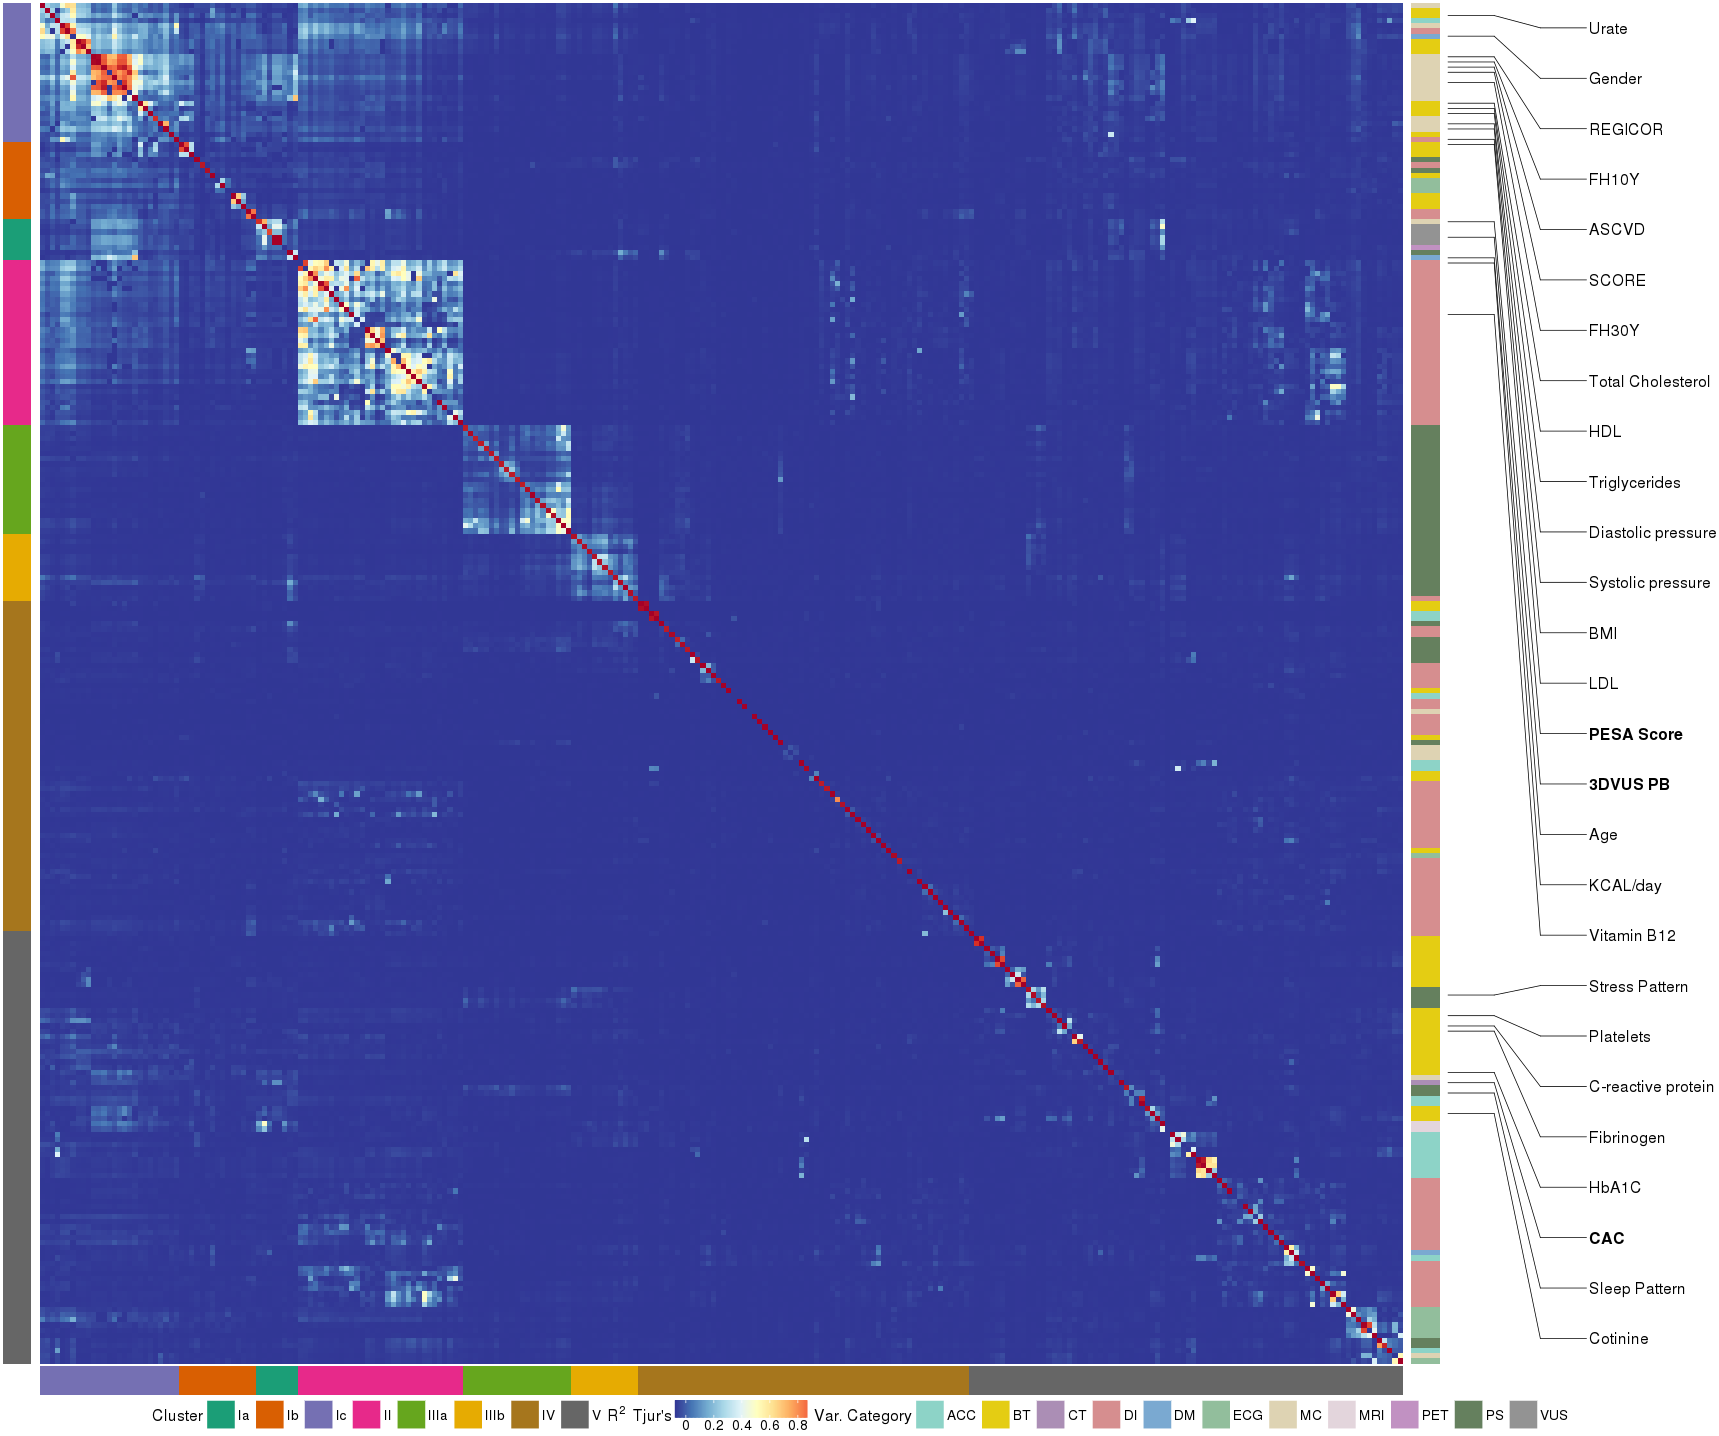 Urate
Gender
REGICOR
FH10Y
ASCVD
SCORE
FH30Y
Total Cholesterol
HDL
Triglycerides
Diastolic pressure
Systolic pressure
BMI
LDL
PESA Score
3DVUS PB
Age
KCAL/day
Vitamin B12
Stress Pattern
Platelets
C-reactive protein
Fibrinogen
HbA1C
CAC
Sleep Pattern
Cotinine
Cluster Ia Ib Ic II IIIa IIIb IV V R² Tjur's 0 0.2 0.4 0.6 0.8 Var. Category ACC BT CT DI DM ECG MC MRI PET PS VUS